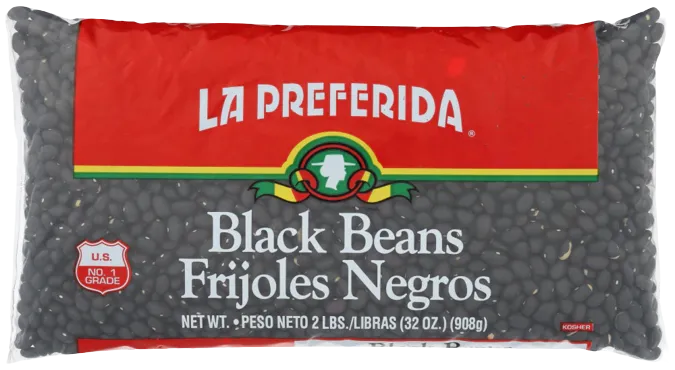 LA PREFERIDA®
Black Beans
Frijoles Negros
U.S.
NO. 1
GRADE
NET WT. • PESO NETO 2 LBS./LIBRAS (32 OZ.) (908g)
KOSHER